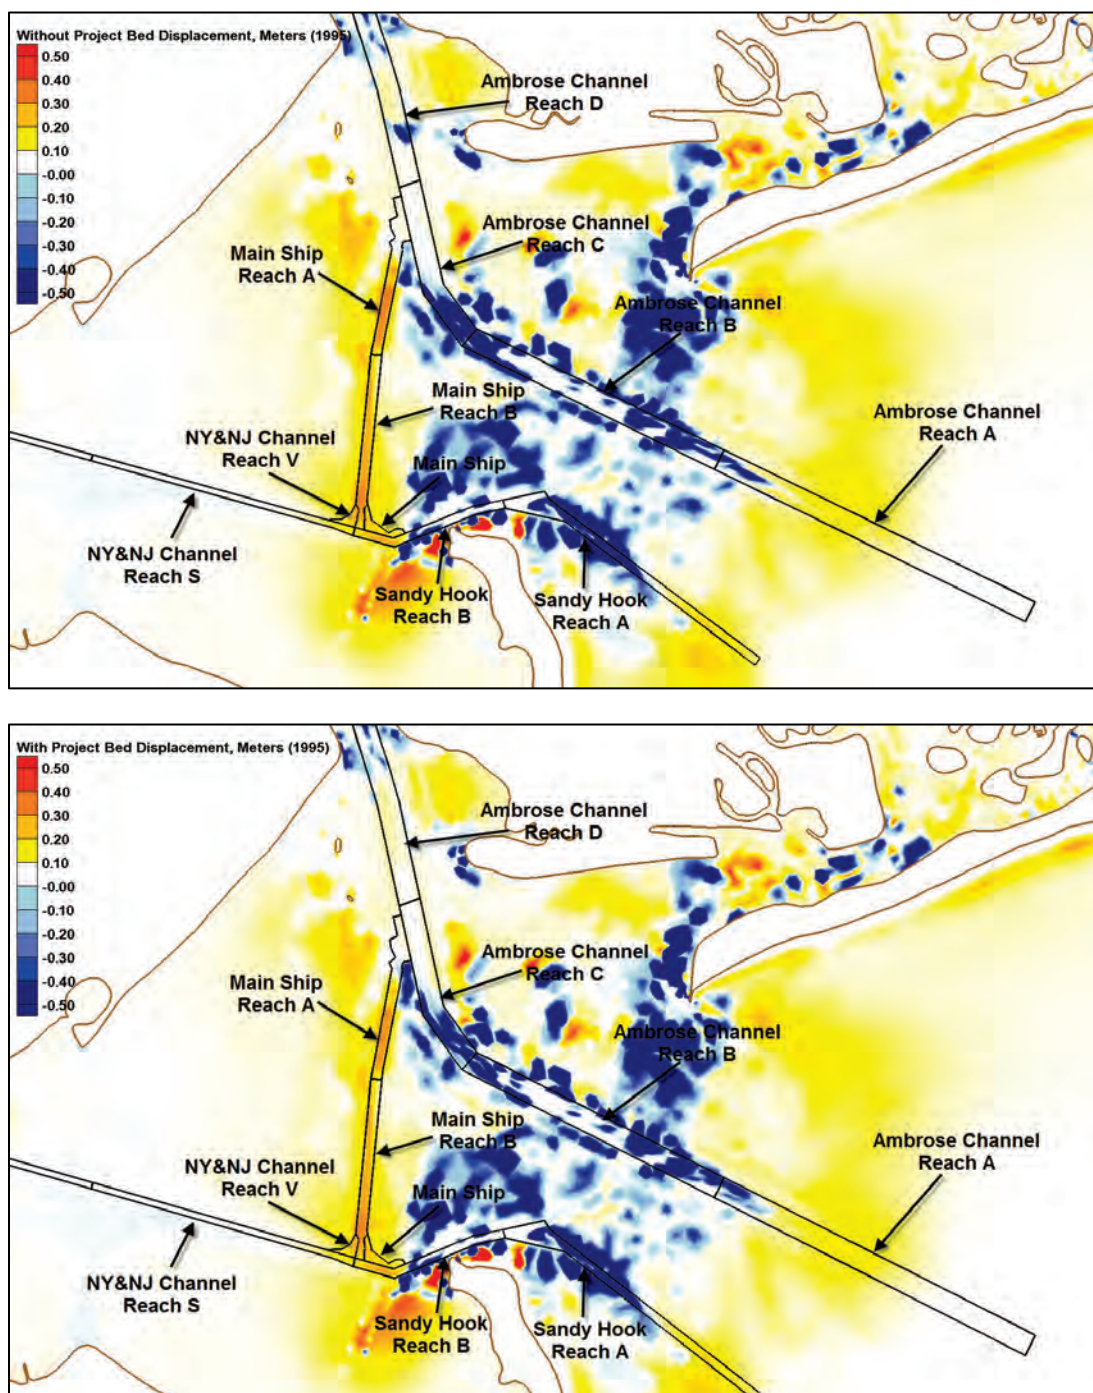 Without Project Bed Displacement, Meters (1995)
0.50
0.40
0.30
0.20
0.10
-0.00
-0.10
-0.20
-0.30
-0.40
-0.50
Ambrose Channel
Reach D
Ambrose Channel
Reach C
Main Ship
Reach A
Ambrose Channel
Reach B
Main Ship
Reach B
Ambrose Channel
Reach A
NY&NJ Channel
Reach V
Main Ship
NY&NJ Channel
Reach S
Sandy Hook
Reach B
Sandy Hook
Reach A
With Project Bed Displacement, Meters (1995)
0.50
0.40
0.30
0.20
0.10
-0.00
-0.10
-0.20
-0.30
-0.40
-0.50
Ambrose Channel
Reach D
Ambrose Channel
Reach C
Main Ship
Reach A
Ambrose Channel
Reach B
Main Ship
Reach B
Ambrose Channel
Reach A
NY&NJ Channel
Reach V
Main Ship
NY&NJ Channel
Reach S
Sandy Hook
Reach B
Sandy Hook
Reach A